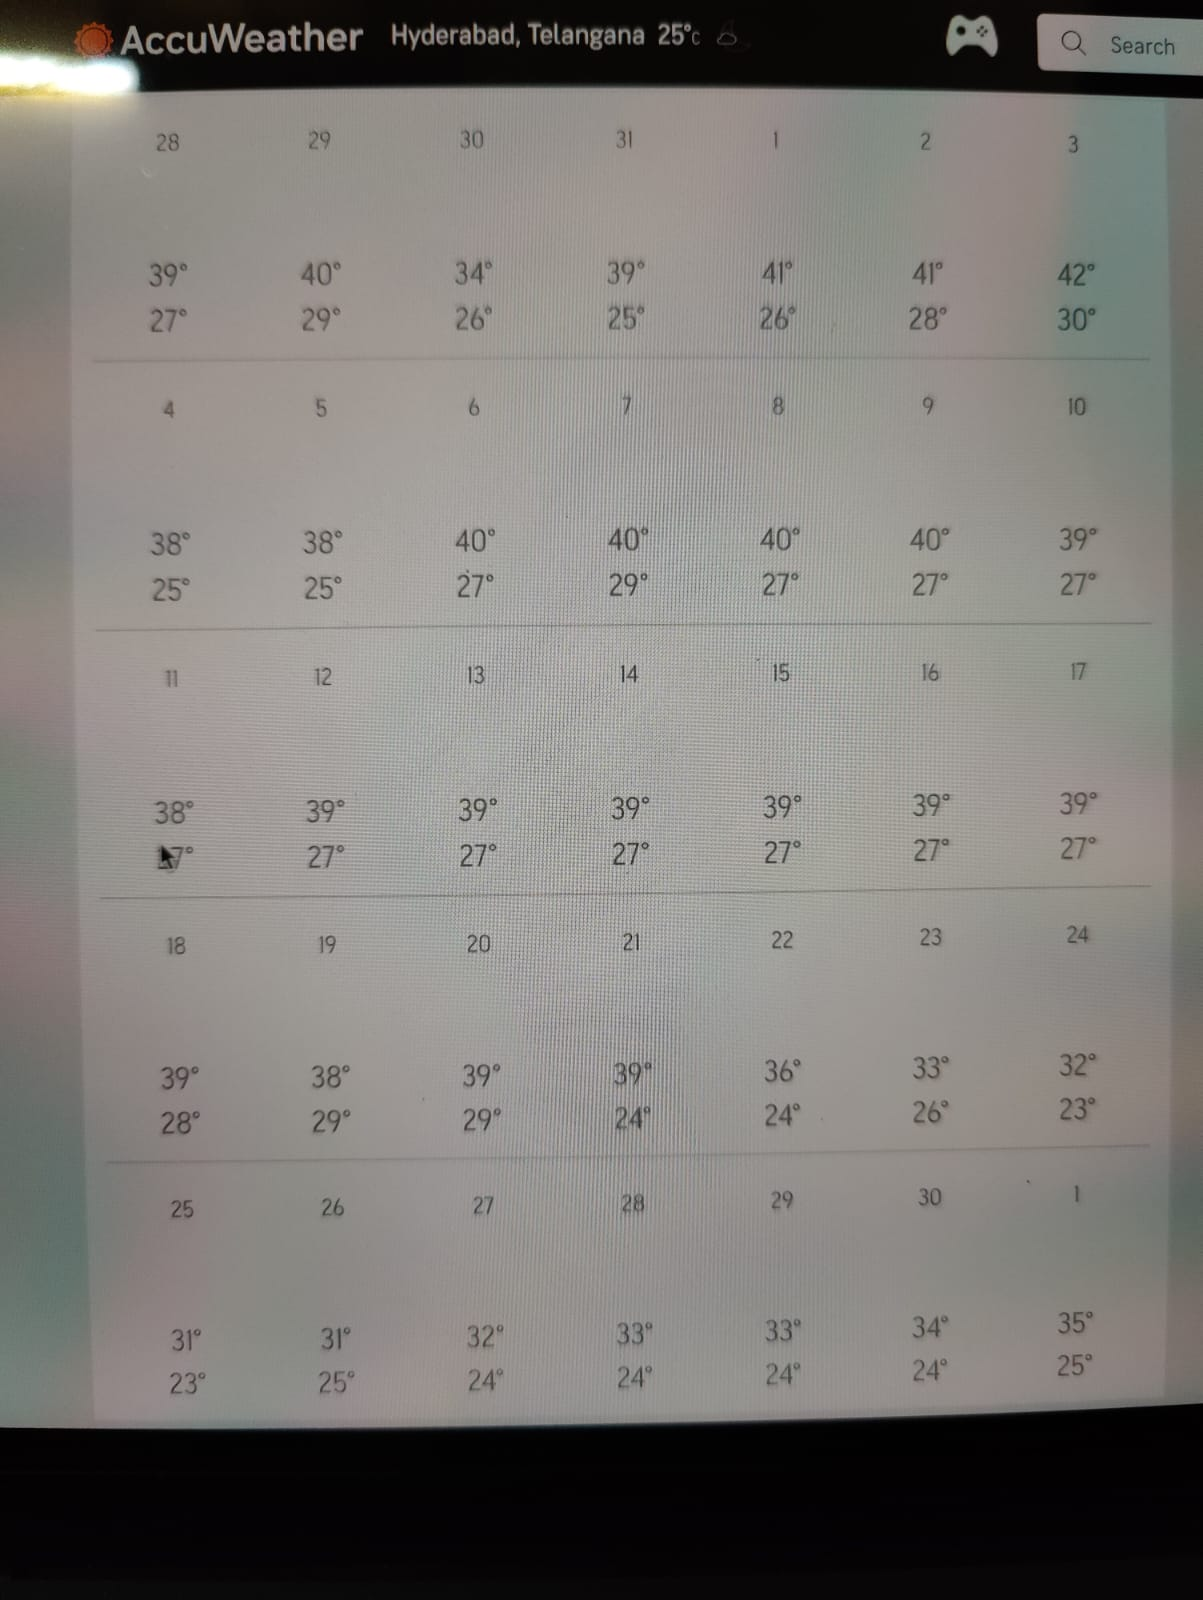 AccuWeather Hyderabad, Telangana 25°C Search
28 29 30 31 1 2 3
39° 40° 34° 39° 41° 41° 42°
27° 29° 26° 25° 26° 28° 30°
4 5 6 7 8 9 10
38° 38° 40° 40° 40° 40° 39°
25° 25° 27° 29° 27° 27° 27°
11 12 13 14 15 16 17
38° 39° 39° 39° 39° 39° 39°
27° 27° 27° 27° 27° 27°
18 19 20 21 22 23 24
39° 38° 39° 39° 36° 33° 32°
28° 29° 29° 24° 24° 26° 23°
25 26 27 28 29 30 1
31° 31° 32° 33° 33° 34° 35°
23° 25° 24° 24° 24° 24° 25°